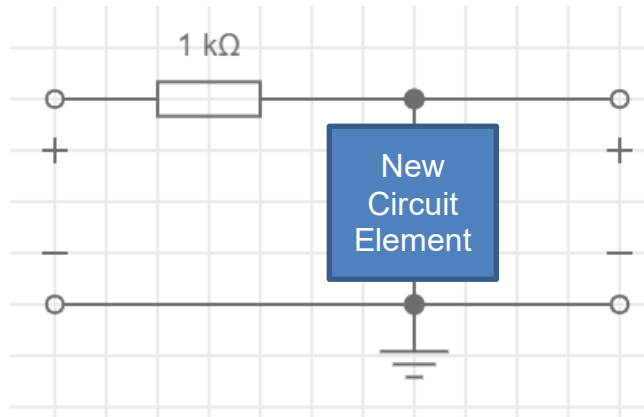 1 kΩ
+
+
New
Circuit
Element
−
−